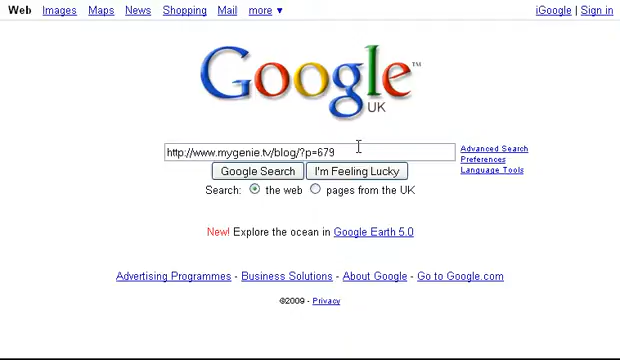 Web Images Maps News Shopping Mail more ▼ iGoogle | Sign in
Google™
UK
http://www.mygenie.tv/blog/?p=679
Advanced Search
Preferences
Language Tools
Google Search I'm Feeling Lucky
Search: the web pages from the UK
New! Explore the ocean in Google Earth 5.0
Advertising Programmes - Business Solutions - About Google - Go to Google.com
©2009 - Privacy